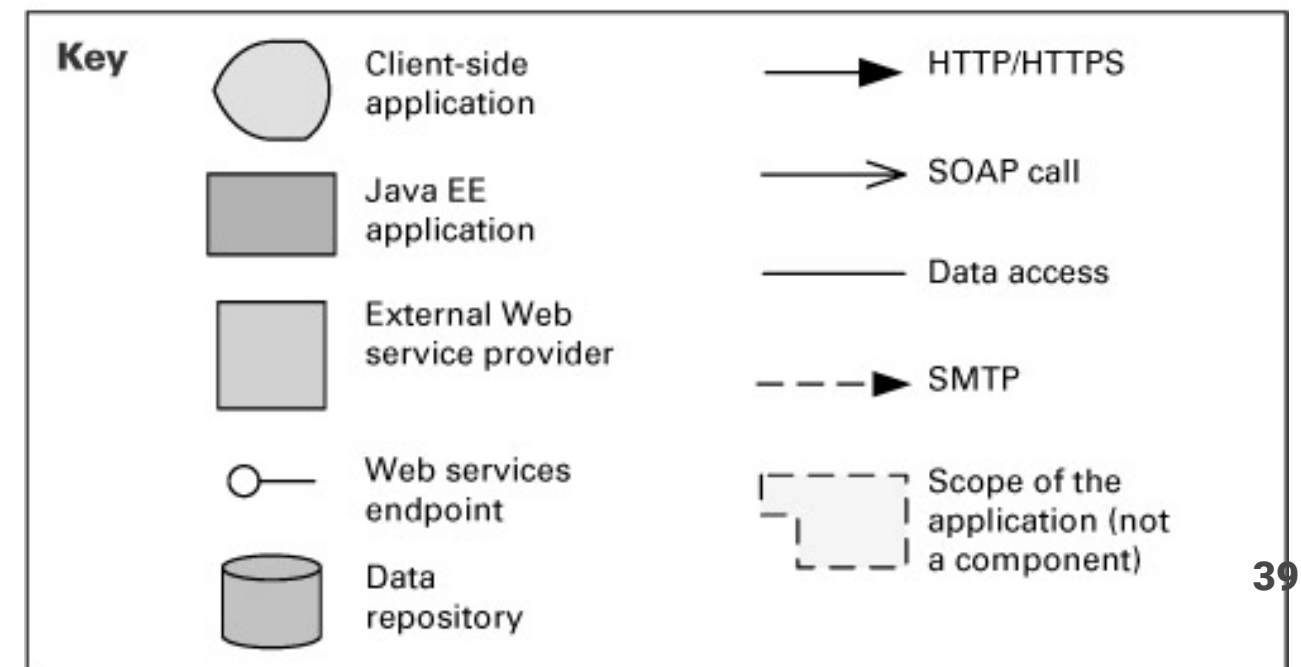 Key
Client-side
application
Java EE
application
External Web
service provider
Web services
endpoint
Data
repository
HTTP/HTTPS
SOAP call
Data access
SMTP
Scope of the
application (not
a component)
39